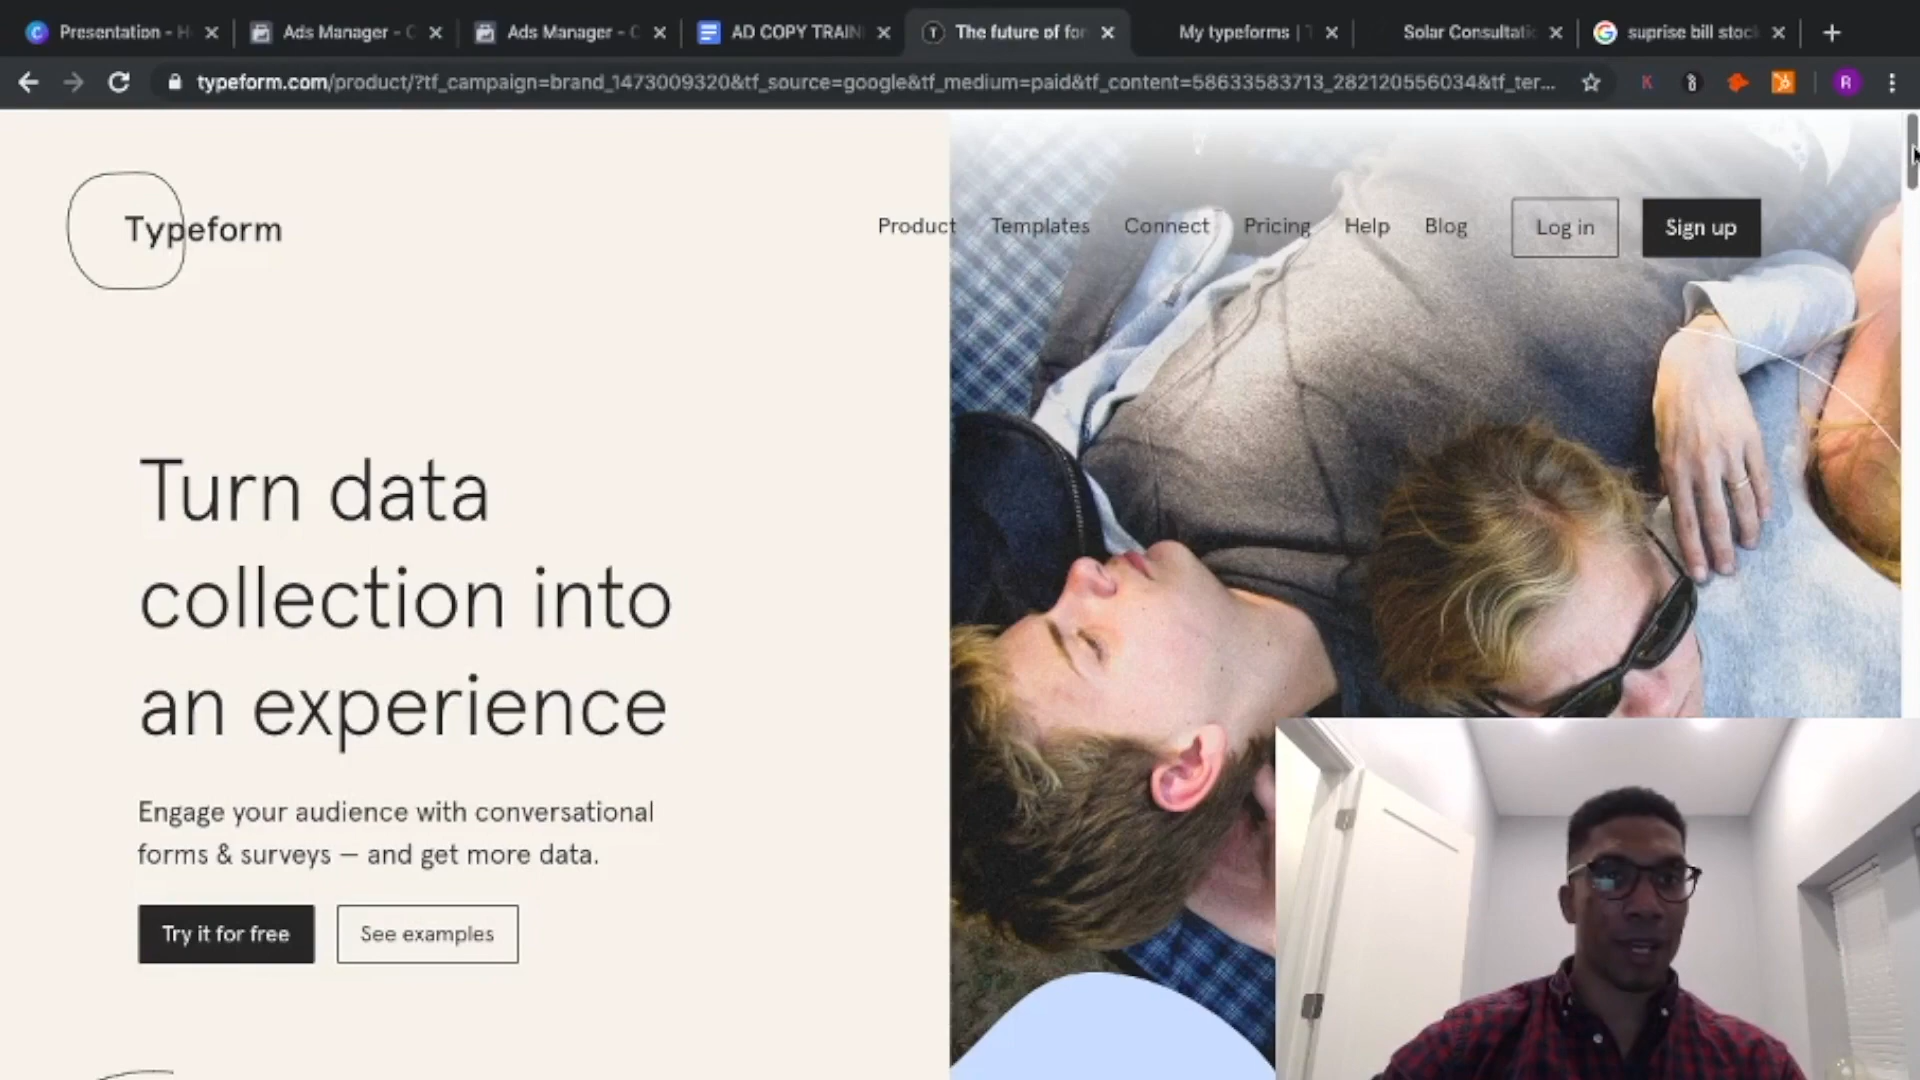 Presentation - H
Ads Manager - C
Ads Manager - C
AD COPY TRAIN
The future of for
My typeforms | T
Solar Consultatic
suprise bill stoc
typeform.com/product/?tf_campaign=brand_1473009320&tf_source=google&tf_medium=paid&tf_content=58633583713_282120556034&tf_ter...
K
R
Typeform
Product
Templates
Connect
Pricing
Help
Blog
Log in
Sign up
Turn data
collection into
an experience
Engage your audience with conversational
forms & surveys — and get more data.
Try it for free
See examples